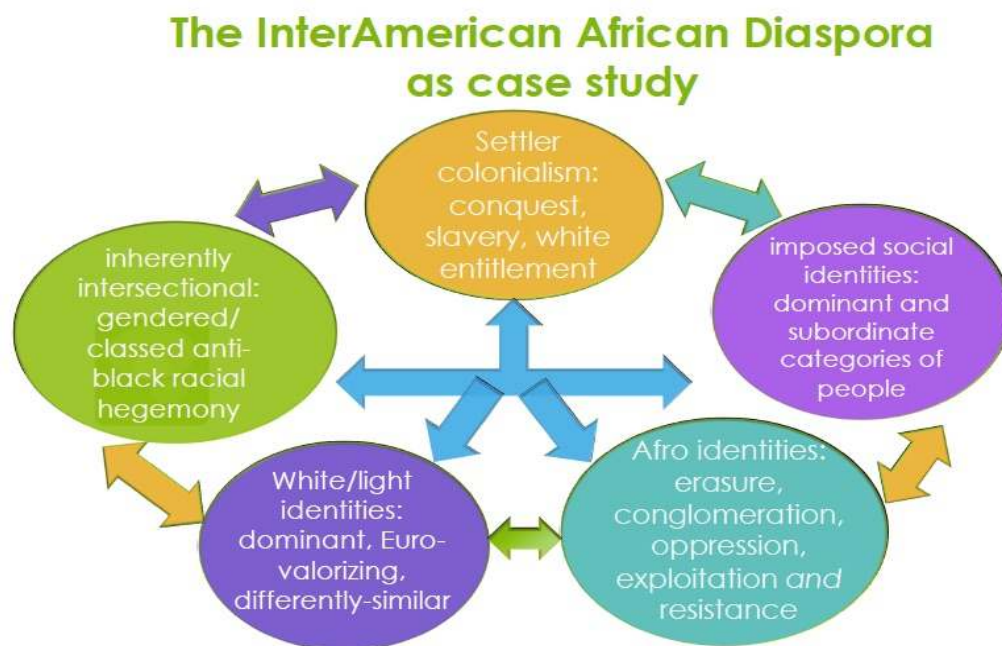 The InterAmerican African Diaspora
as case study
Settler
colonialism:
conquest,
slavery, white
entitlement
inherently
intersectional:
gendered/
classed anti-
black racial
hegemony
imposed social
identities:
dominant and
subordinate
categories of
people
White/light
identities:
dominant, Euro-
valorizing,
differently-similar
Afro identities:
erasure,
conglomeration,
oppression,
exploitation and
resistance